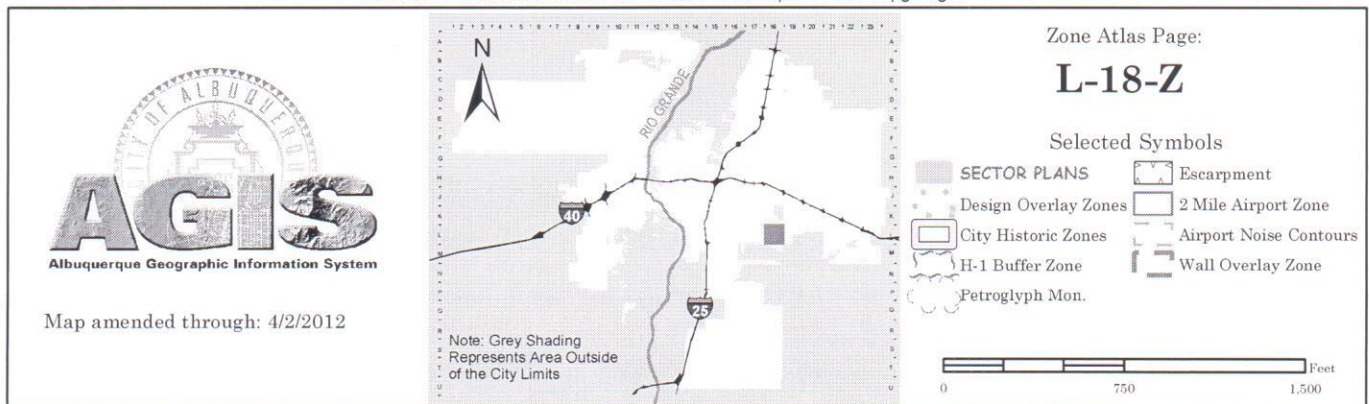 CITY OF ALBUQUERQUE
AGIS
Albuquerque Geographic Information System
Map amended through: 4/2/2012
N
RIO GRANDE
40
25
Note: Grey Shading
Represents Area Outside
of the City Limits
Zone Atlas Page:
L-18-Z
Selected Symbols
SECTOR PLANS
Escarpment
Design Overlay Zones
2 Mile Airport Zone
City Historic Zones
Airport Noise Contours
H-1 Buffer Zone
Wall Overlay Zone
Petroglyph Mon.
Feet
0 750 1,500